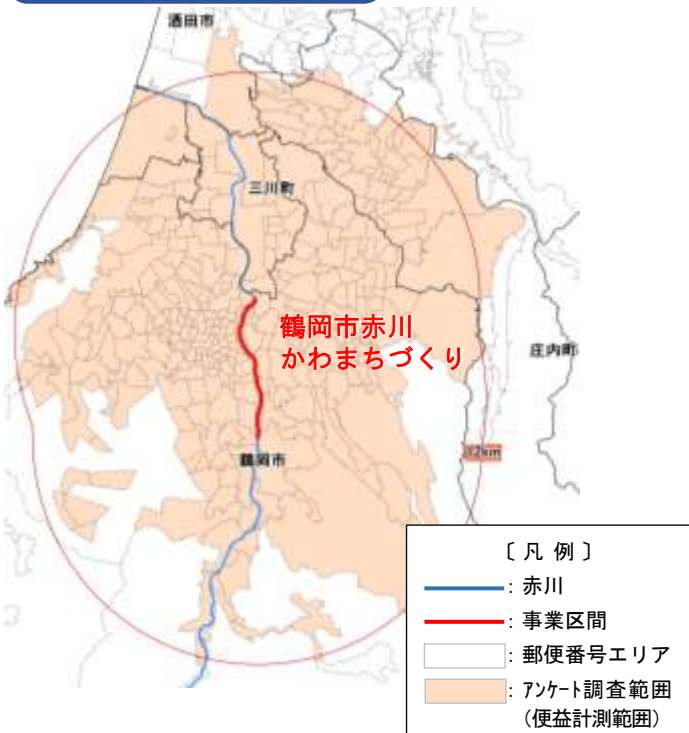 酒田市
三川町
鶴岡市赤川
かわまちづくり
庄内町
12km
鶴岡市
〔 凡 例 〕
: 赤川
: 事業区間
: 郵便番号エリア
: アンケート調査範囲
(便益計測範囲)